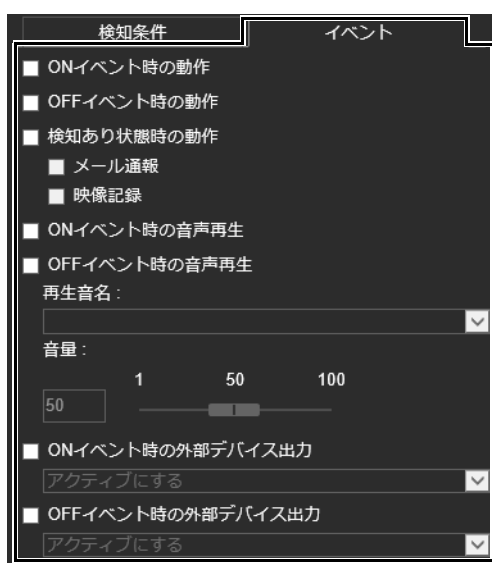 検知条件 イベント
ONイベント時の動作
OFFイベント時の動作
検知あり状態時の動作
メール通報
映像記録
ONイベント時の音声再生
OFFイベント時の音声再生
再生音名 :
音量 :
1 50 100
50
ONイベント時の外部デバイス出力
アクティブにする
OFFイベント時の外部デバイス出力
アクティブにする